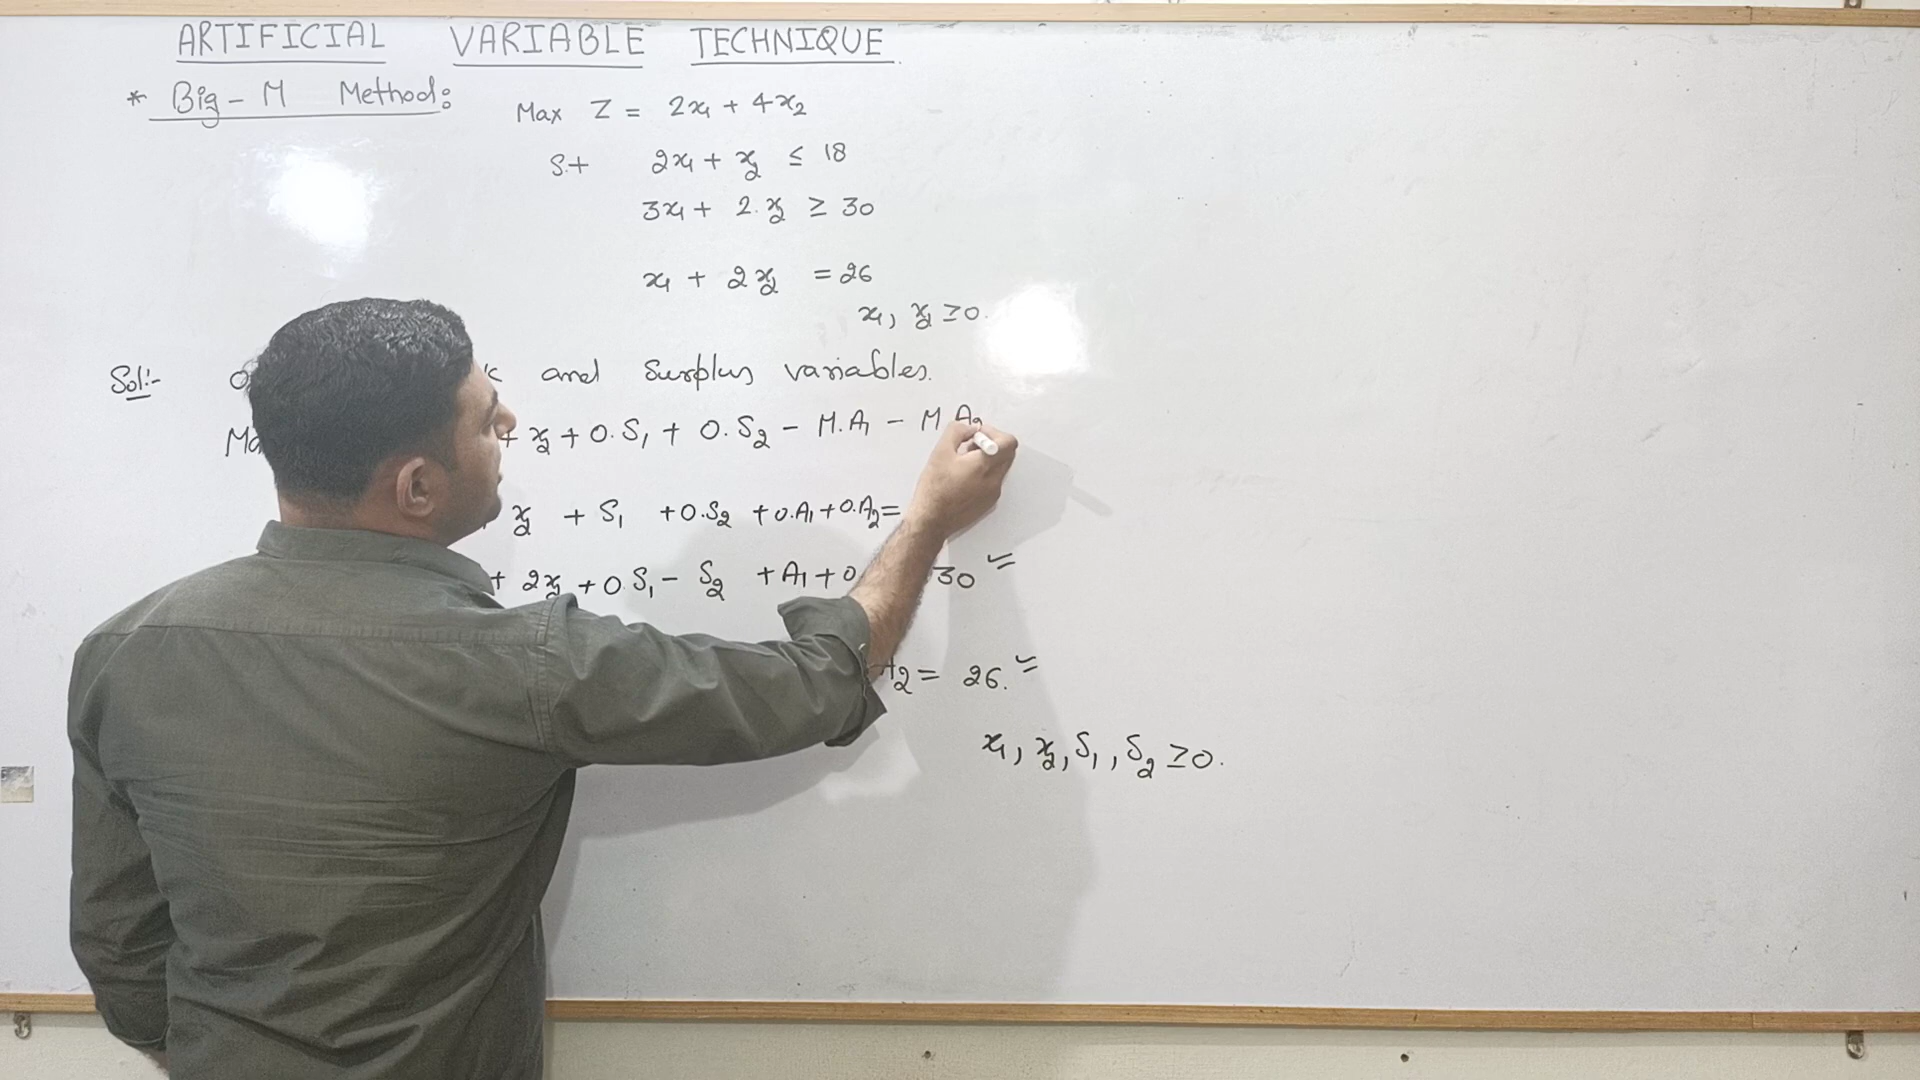 ARTIFICIAL VARIABLE TECHNIQUE.
* Big-M Method:
Max Z = 2x₁ + 4x₂
S.t 2x₁ + x₂ ≤ 18
3x₁ + 2.x₂ ≥ 30
x₁ + 2x₂ = 26
x₁, x₂ ≥ 0.
Sol:- and Surplus variables.
+ x₂ + 0.S₁ + 0.S₂ - M.A₁ - M A₂
x₂ + S₁ + 0.S₂ + 0.A₁ + 0.A₂ =
+ 2x₂ + 0.S₁ - S₂ + A₁ + 0 30
A₂ = 26.
x₁, x₂, S₁, S₂ ≥ 0.